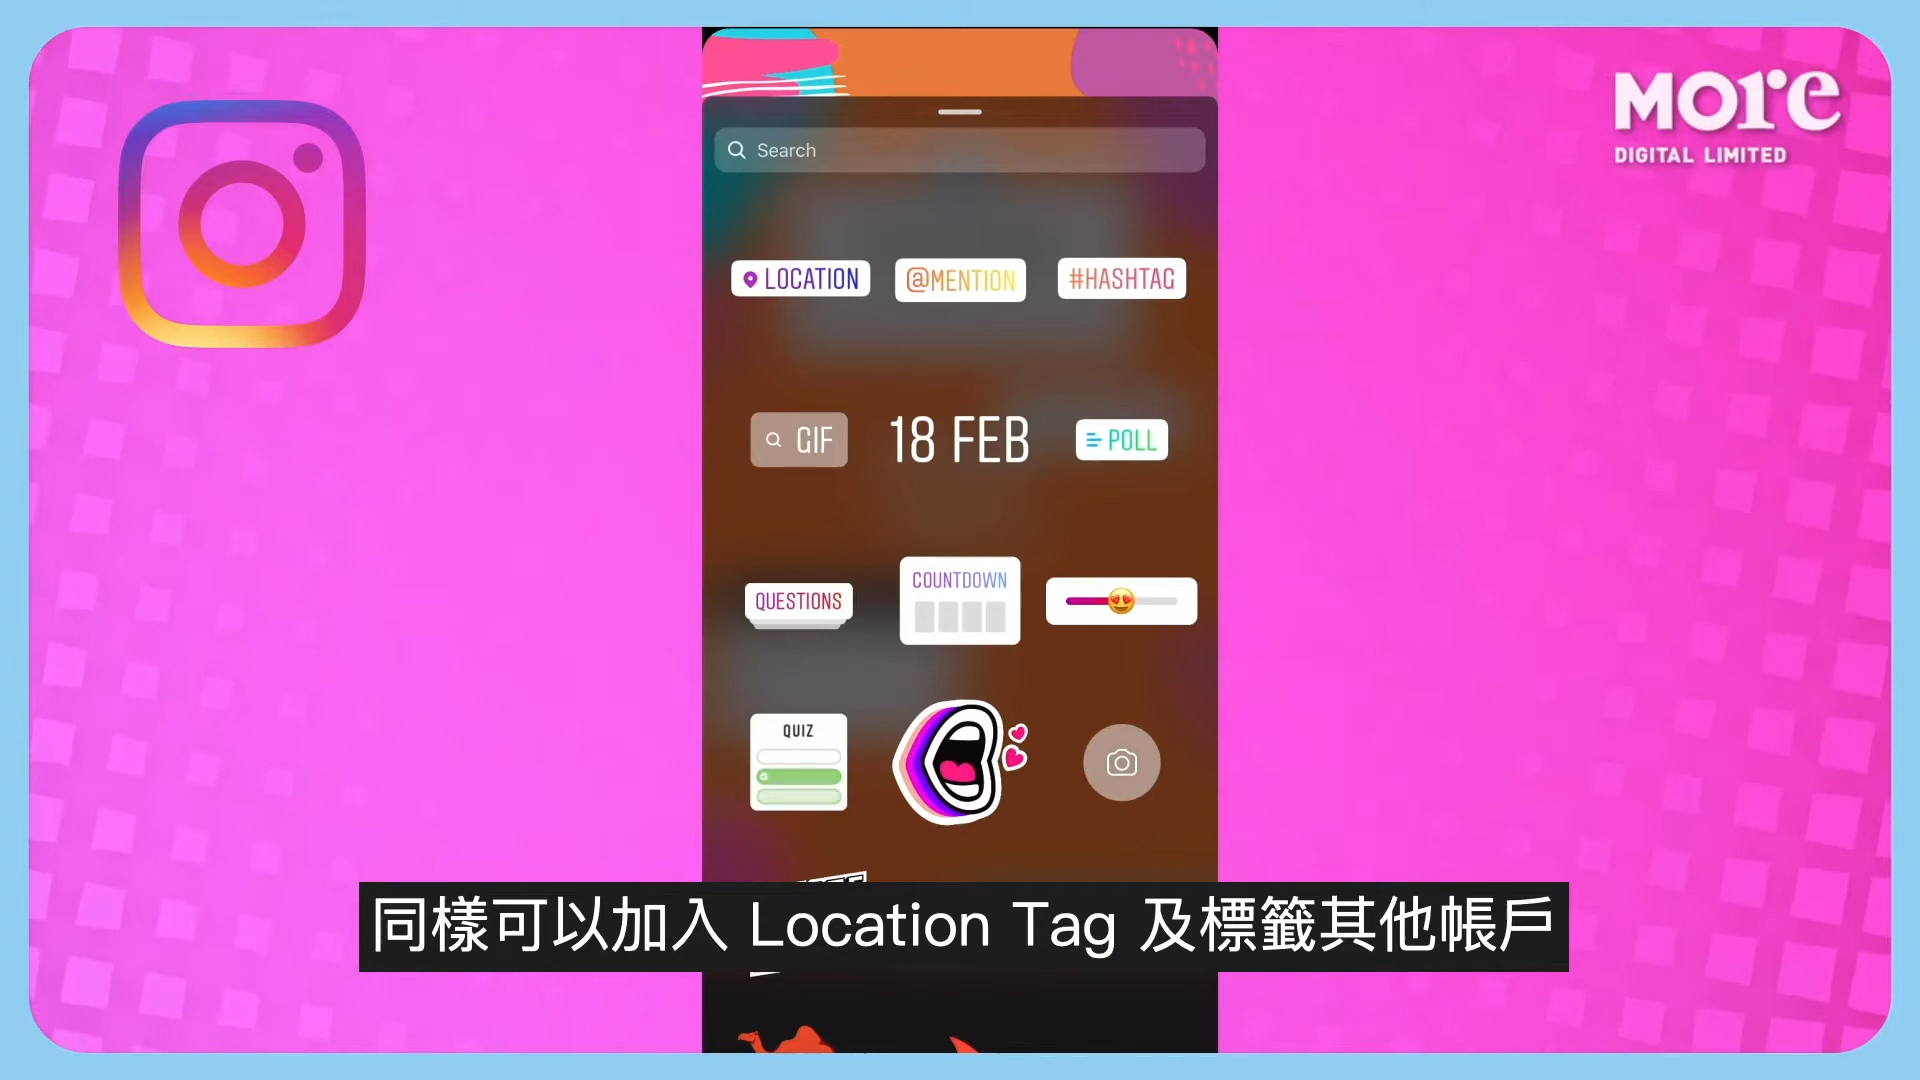 MORE
DIGITAL LIMITED
Search
LOCATION
@MENTION
#HASHTAG
GIF
18 FEB
POLL
QUESTIONS
COUNTDOWN
QUIZ
同樣可以加入 Location Tag 及標籤其他帳戶